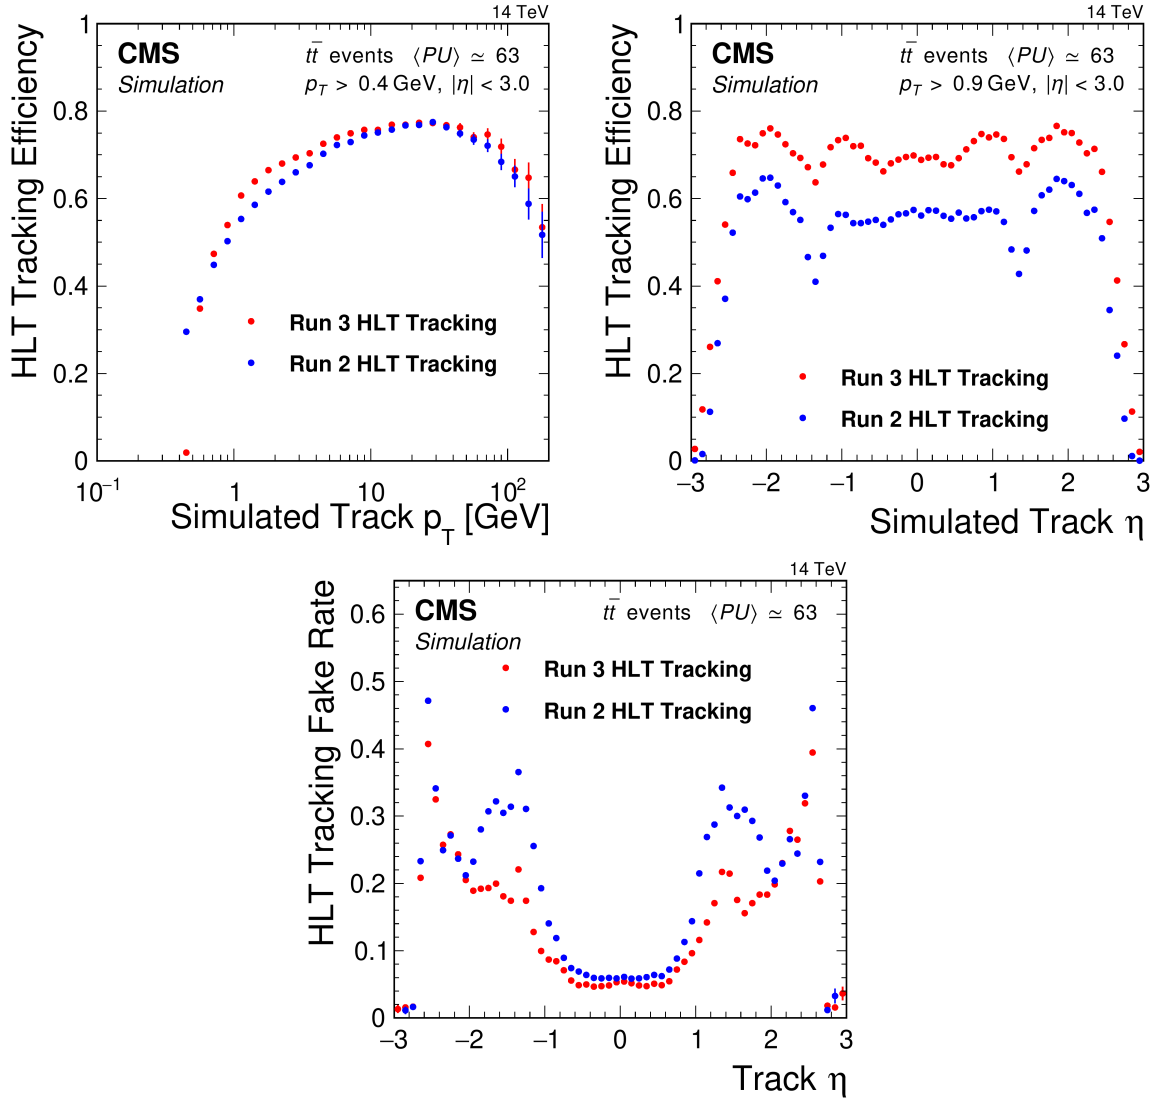 14 TeV
CMS
Simulation
tt̅ events ⟨PU⟩ ≃ 63
p_T > 0.4 GeV, |η| < 3.0
HLT Tracking Efficiency
1
0.8
0.6
0.4
0.2
0
Run 3 HLT Tracking
Run 2 HLT Tracking
10⁻¹ 1 10 10²
Simulated Track p_T [GeV]
14 TeV
CMS
Simulation
tt̅ events ⟨PU⟩ ≃ 63
p_T > 0.9 GeV, |η| < 3.0
HLT Tracking Efficiency
1
0.8
0.6
0.4
0.2
0
Run 3 HLT Tracking
Run 2 HLT Tracking
−3 −2 −1 0 1 2 3
Simulated Track η
14 TeV
CMS
Simulation
tt̅ events ⟨PU⟩ ≃ 63
HLT Tracking Fake Rate
0.6
0.5
0.4
0.3
0.2
0.1
0
Run 3 HLT Tracking
Run 2 HLT Tracking
−3 −2 −1 0 1 2 3
Track η